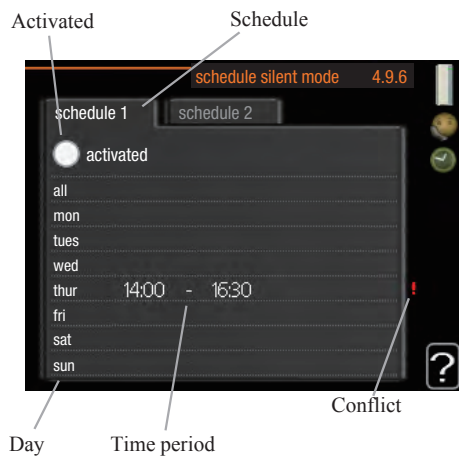 Activated
Schedule
schedule silent mode 4.9.6
schedule 1 schedule 2
activated
all
mon
tues
wed
thur 14:00 - 16:30 !
fri
sat
sun
?
Conflict
Day
Time period